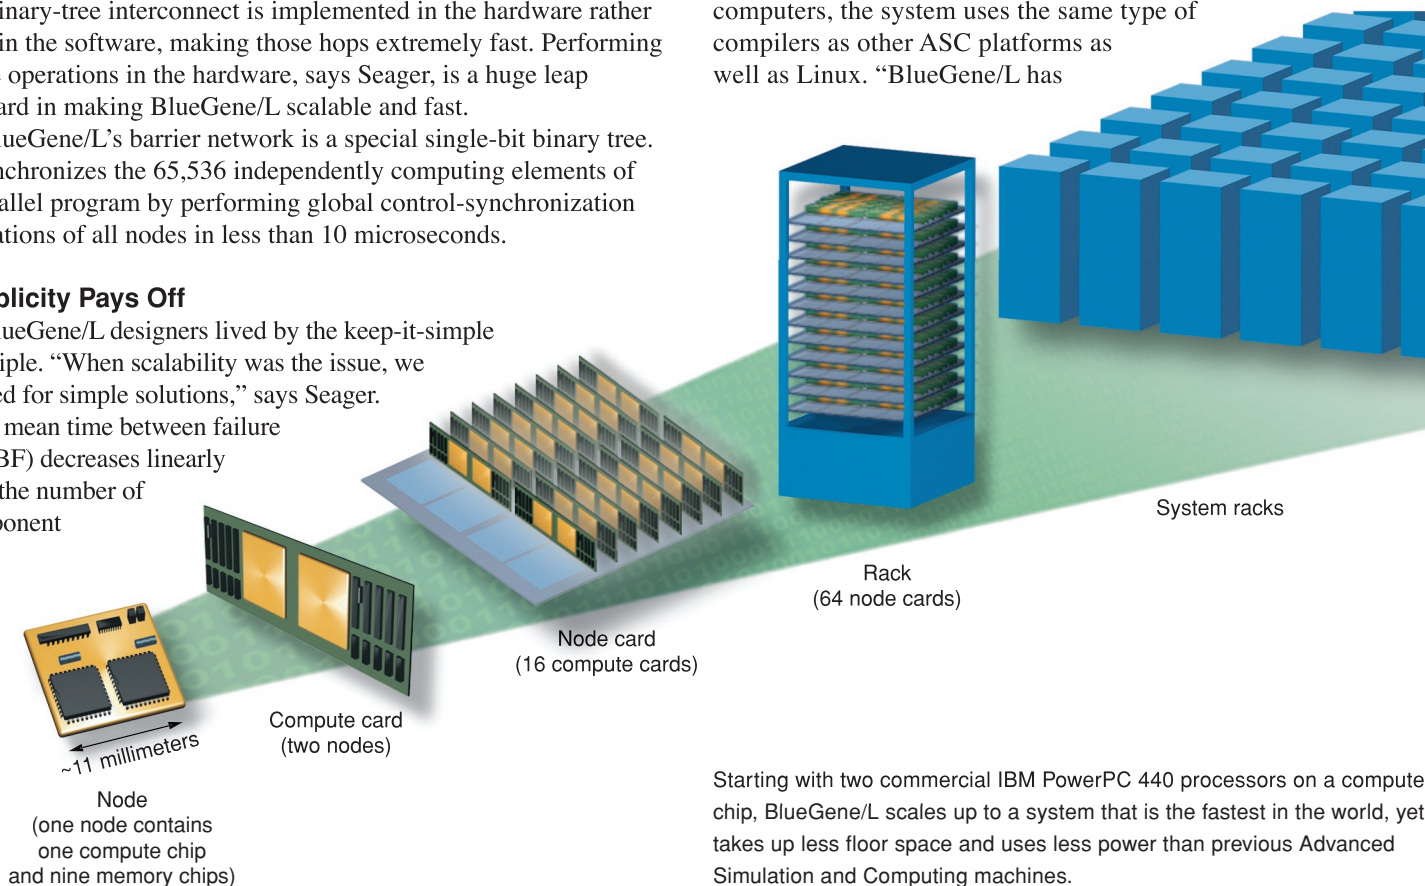 inary-tree interconnect is implemented in the hardware rather
in the software, making those hops extremely fast. Performing
e operations in the hardware, says Seager, is a huge leap
ard in making BlueGene/L scalable and fast.
lueGene/L’s barrier network is a special single-bit binary tree.
nchronizes the 65,536 independently computing elements of
allel program by performing global control-synchronization
ations of all nodes in less than 10 microseconds.
plicity Pays Off
lueGene/L designers lived by the keep-it-simple
iple. “When scalability was the issue, we
ed for simple solutions,” says Seager.
mean time between failure
BF) decreases linearly
the number of
ponent
computers, the system uses the same type of
compilers as other ASC platforms as
well as Linux. “BlueGene/L has
~11 millimeters
Node
(one node contains
one compute chip
and nine memory chips)
Compute card
(two nodes)
Node card
(16 compute cards)
Rack
(64 node cards)
System racks
Starting with two commercial IBM PowerPC 440 processors on a compute
chip, BlueGene/L scales up to a system that is the fastest in the world, yet
takes up less floor space and uses less power than previous Advanced
Simulation and Computing machines.